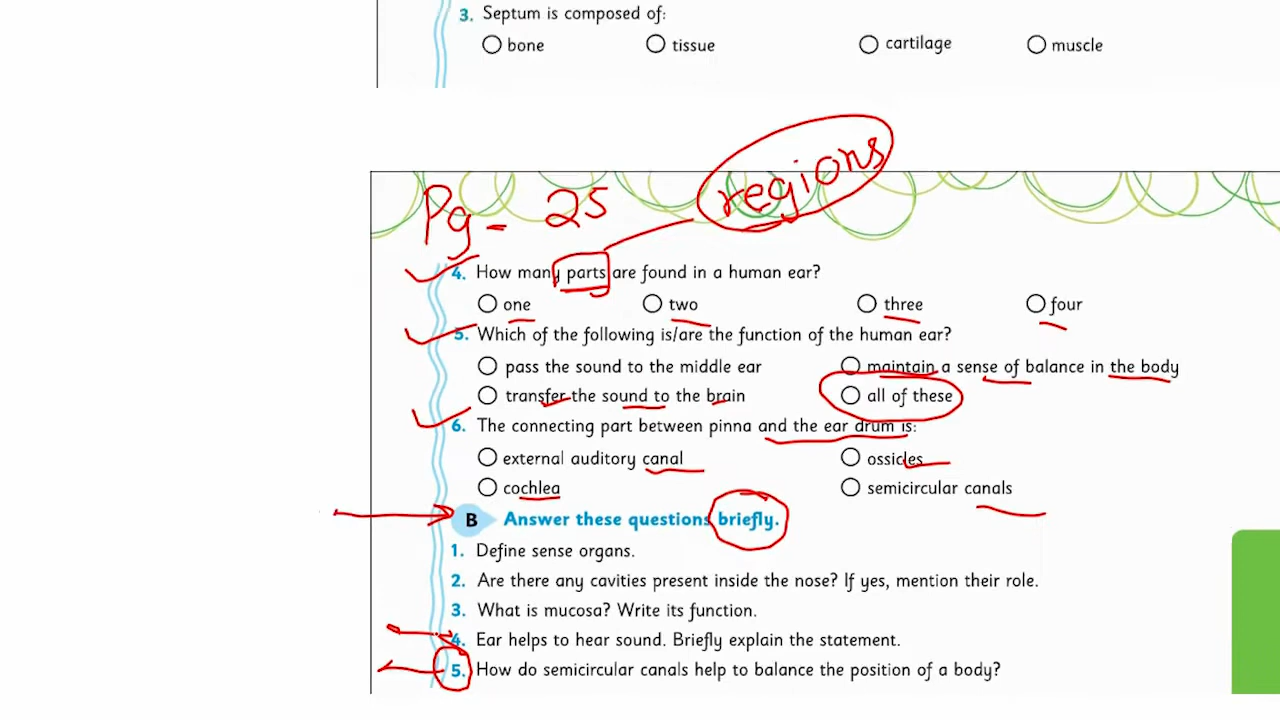 3. Septum is composed of:
bone tissue cartilage muscle
regions
Pg - 25
4. How many parts are found in a human ear?
one two three four
5. Which of the following is/are the function of the human ear?
pass the sound to the middle ear maintain a sense of balance in the body
transfer the sound to the brain all of these
6. The connecting part between pinna and the ear drum is:
external auditory canal ossicles
cochlea semicircular canals
B Answer these questions briefly.
1. Define sense organs.
2. Are there any cavities present inside the nose? If yes, mention their role.
3. What is mucosa? Write its function.
4. Ear helps to hear sound. Briefly explain the statement.
5. How do semicircular canals help to balance the position of a body?